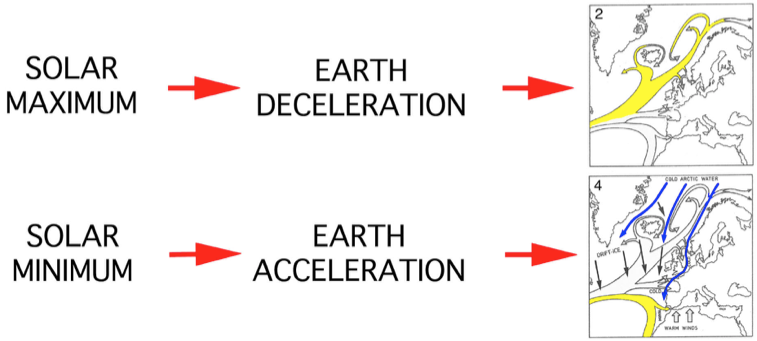 SOLAR
MAXIMUM
EARTH
DECELERATION
2
SOLAR
MINIMUM
EARTH
ACCELERATION
4
COLD ARCTIC WATER
DRIFT-ICE
COLD
WARM WINDS